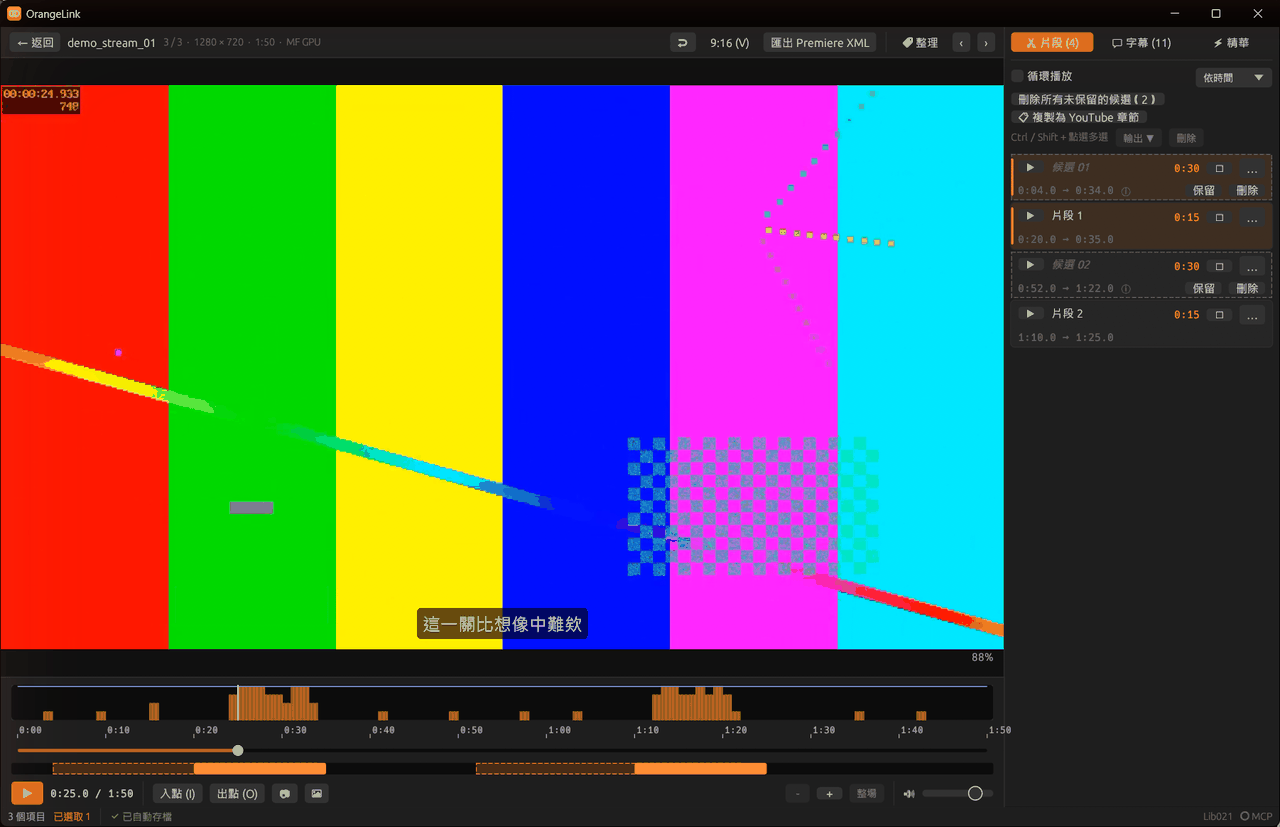 OrangeLink
← 返回 demo_stream_01 3 / 3 · 1280 × 720 · 1:50 · MF GPU 9:16 (V) 匯出 Premiere XML 整理 ‹ ›
片段 (4) 字幕 (11) 精華
循環播放 依時間 ▼
刪除所有未保留的候選 ( 2 )
複製為 YouTube 章節
Ctrl / Shift + 點選多選 輸出 ▼ 刪除
候選 01 0:30 ...
0:04.0 → 0:34.0 ⓘ 保留 刪除
片段 1 0:15 ...
0:20.0 → 0:35.0
候選 02 0:30 ...
0:52.0 → 1:22.0 ⓘ 保留 刪除
片段 2 0:15 ...
1:10.0 → 1:25.0
00:00:24.933
740
這一關比想像中難欸
88%
0:00 0:10 0:20 0:30 0:40 0:50 1:00 1:10 1:20 1:30 1:40 1:50
0:25.0 / 1:50 入點 (I) 出點 (O) - + 整場
3 個項目 已選取 1 ✓ 已自動存檔 Lib021 MCP